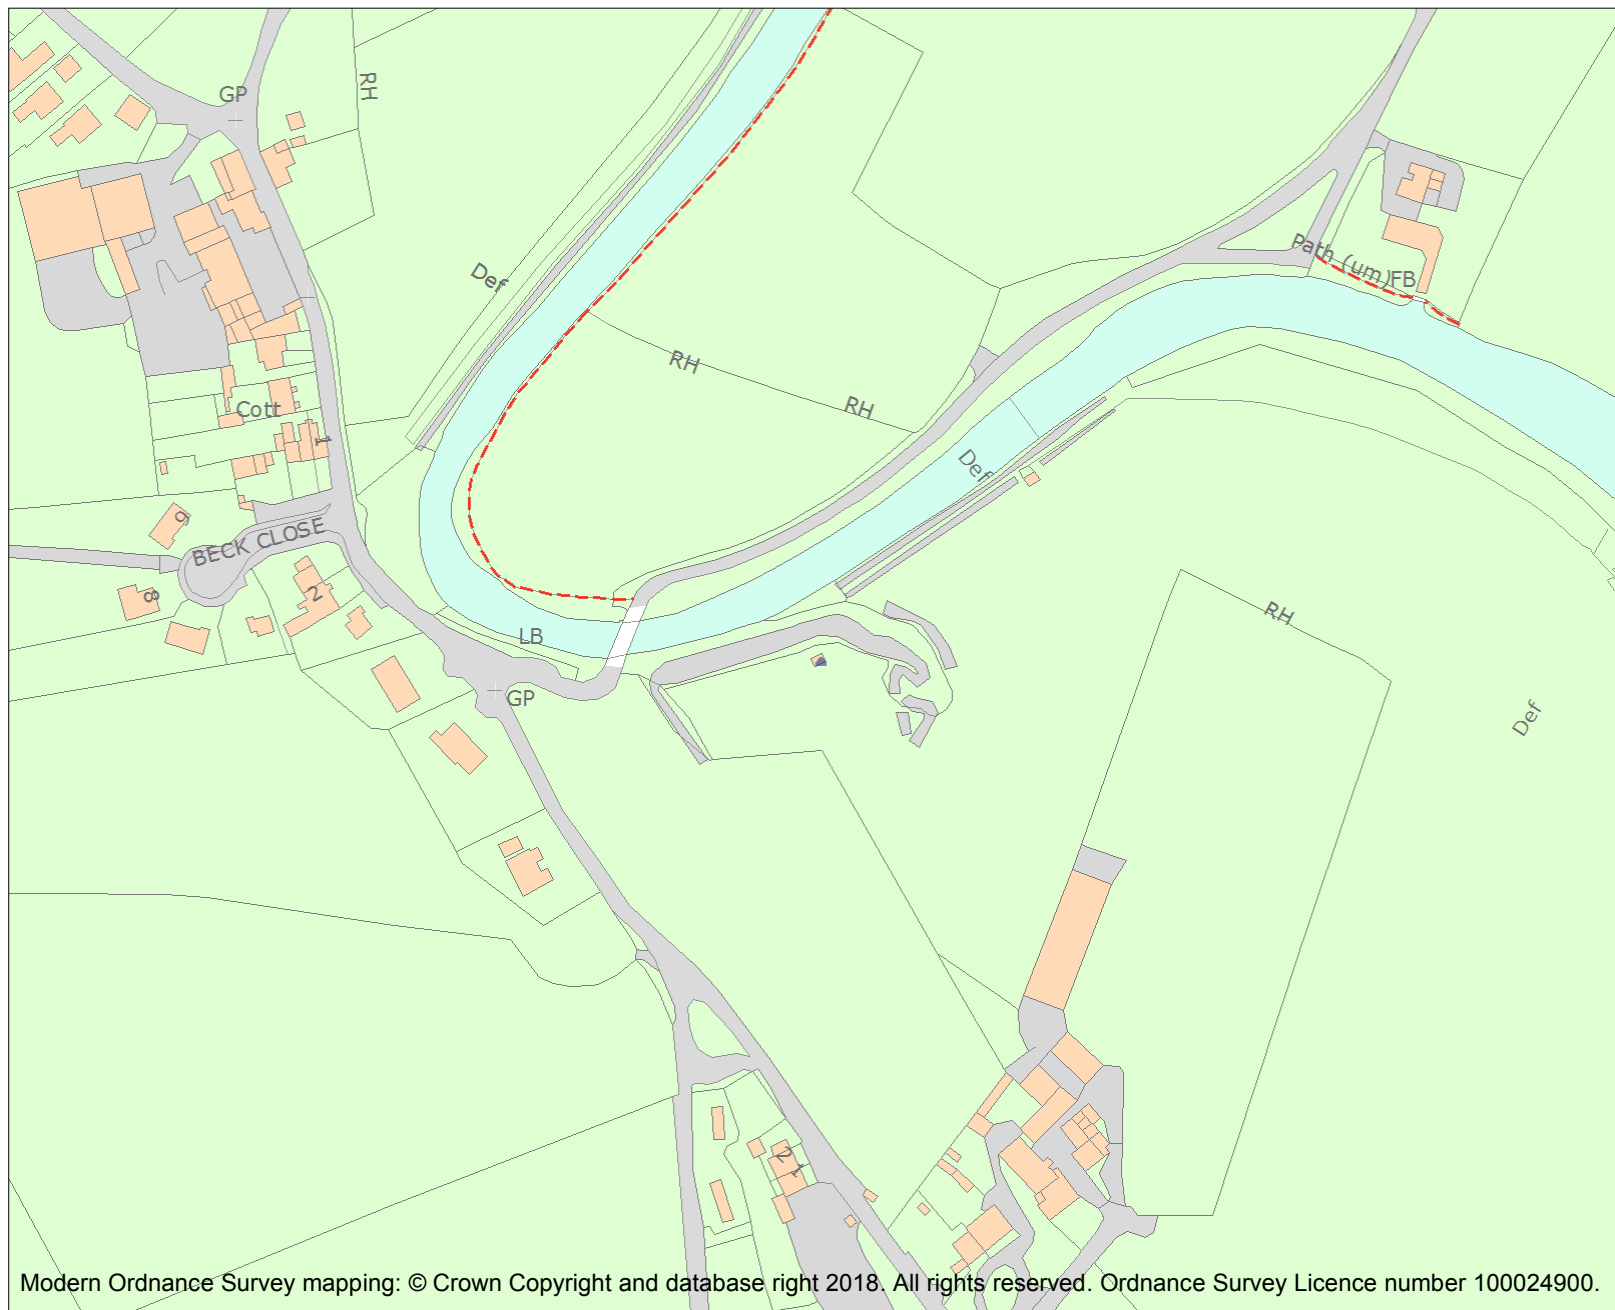 GP
RH
Def
Path (um)
FB
RH
RH
Cott
1
Def
9
BECK CLOSE
8
2
LB
RH
GP
Def
2
1
Modern Ordnance Survey mapping: © Crown Copyright and database right 2018. All rights reserved. Ordnance Survey Licence number 100024900.